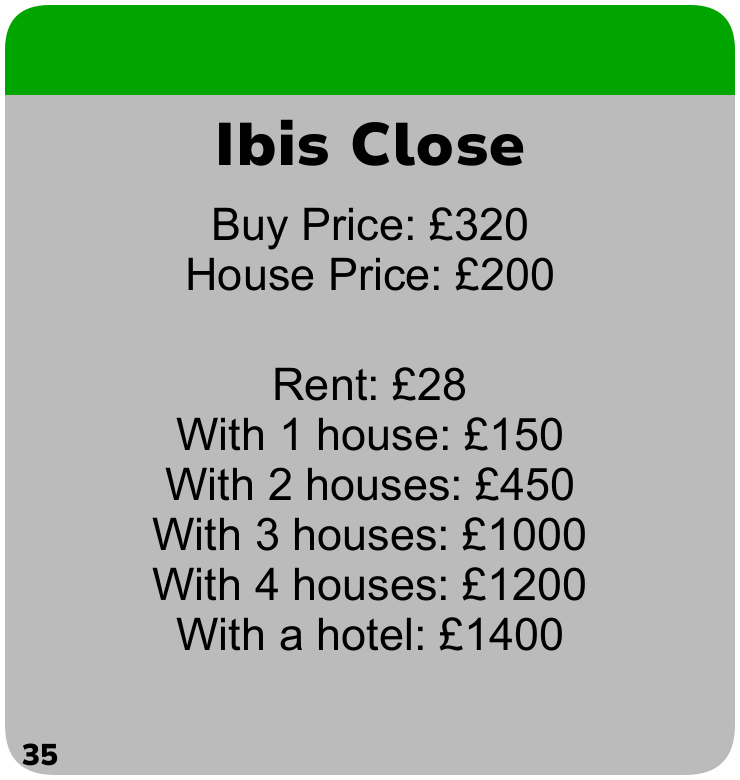 Ibis Close
Buy Price: £320
House Price: £200
Rent: £28
With 1 house: £150
With 2 houses: £450
With 3 houses: £1000
With 4 houses: £1200
With a hotel: £1400
35